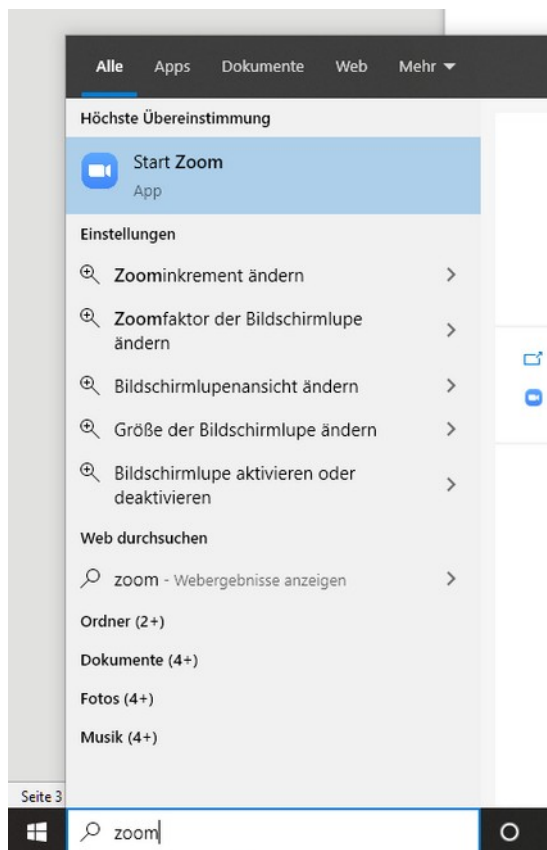 Alle Apps Dokumente Web Mehr
Höchste Übereinstimmung
Start Zoom
App
Einstellungen
Zoominkrement ändern
Zoomfaktor der Bildschirmlupe
ändern
Bildschirmlupenansicht ändern
Größe der Bildschirmlupe ändern
Bildschirmlupe aktivieren oder
deaktivieren
Web durchsuchen
zoom - Webergebnisse anzeigen
Ordner (2+)
Dokumente (4+)
Fotos (4+)
Musik (4+)
Seite 3
zoom